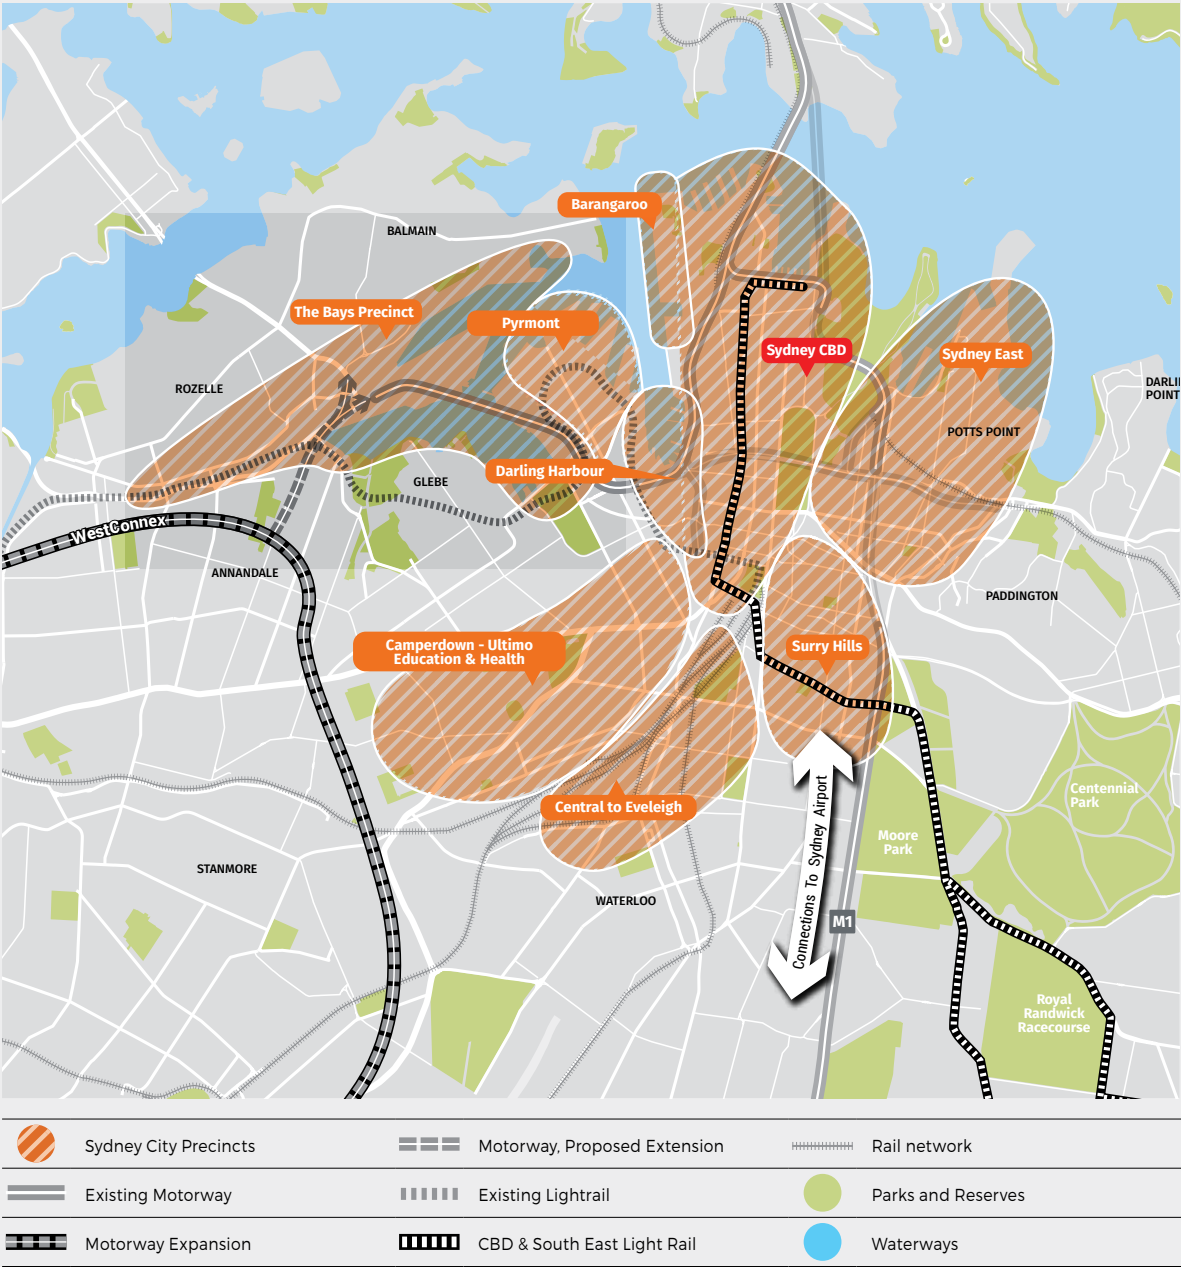 Barangaroo
BALMAIN
The Bays Precinct
Pyrmont
Sydney CBD
Sydney East
ROZELLE
DARLI
POINT
POTTS POINT
Darling Harbour
GLEBE
WestConnex
ANNANDALE
PADDINGTON
Camperdown - Ultimo
Education & Health
Surry Hills
Central to Eveleigh
Connections To Sydney Airport
Centennial
Park
Moore
Park
STANMORE
WATERLOO
M1
Royal
Randwick
Racecourse
Sydney City Precincts
Motorway, Proposed Extension
Rail network
Existing Motorway
Existing Lightrail
Parks and Reserves
Motorway Expansion
CBD & South East Light Rail
Waterways